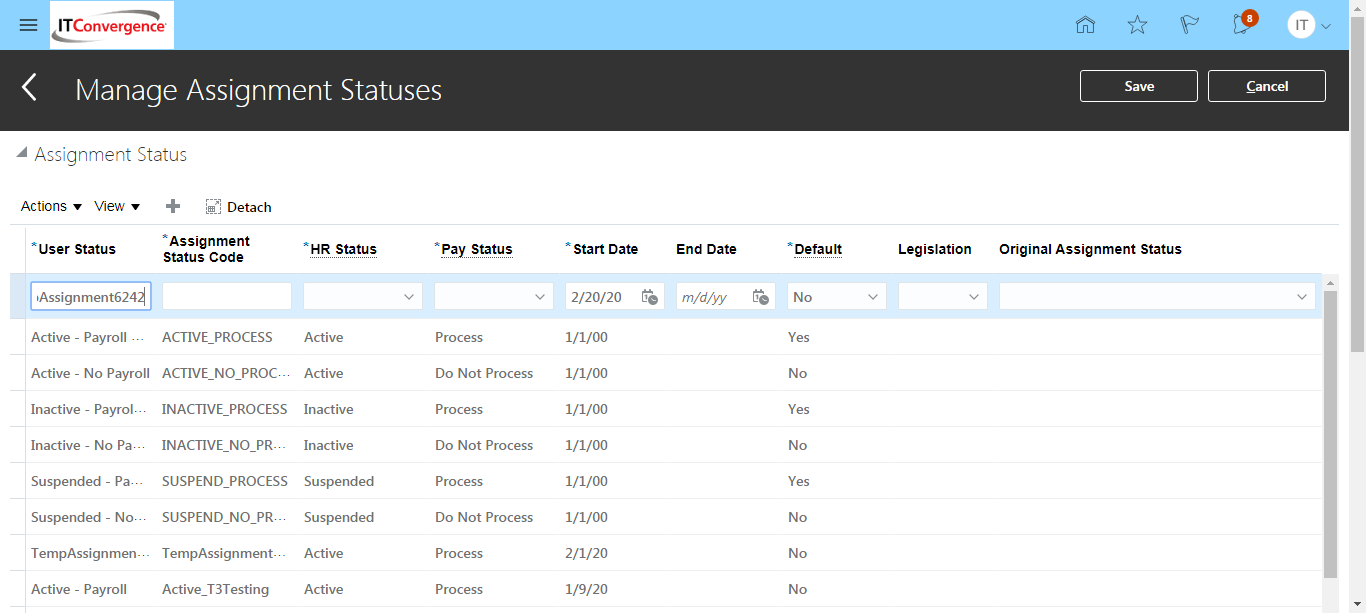 ITConvergence
8
IT
Manage Assignment Statuses
Save
Cancel
Assignment Status
Actions View Detach
*User Status *Assignment Status Code *HR Status *Pay Status *Start Date End Date *Default Legislation Original Assignment Status
Assignment6242 2/20/20 m/d/yy No
Active - Payroll ... ACTIVE_PROCESS Active Process 1/1/00 Yes
Active - No Payroll ACTIVE_NO_PROC... Active Do Not Process 1/1/00 No
Inactive - Payrol... INACTIVE_PROCESS Inactive Process 1/1/00 Yes
Inactive - No Pa... INACTIVE_NO_PR... Inactive Do Not Process 1/1/00 No
Suspended - Pa... SUSPEND_PROCESS Suspended Process 1/1/00 Yes
Suspended - No... SUSPEND_NO_PR... Suspended Do Not Process 1/1/00 No
TempAssignmen... TempAssignment... Active Process 2/1/20 No
Active - Payroll Active_T3Testing Active Process 1/9/20 No